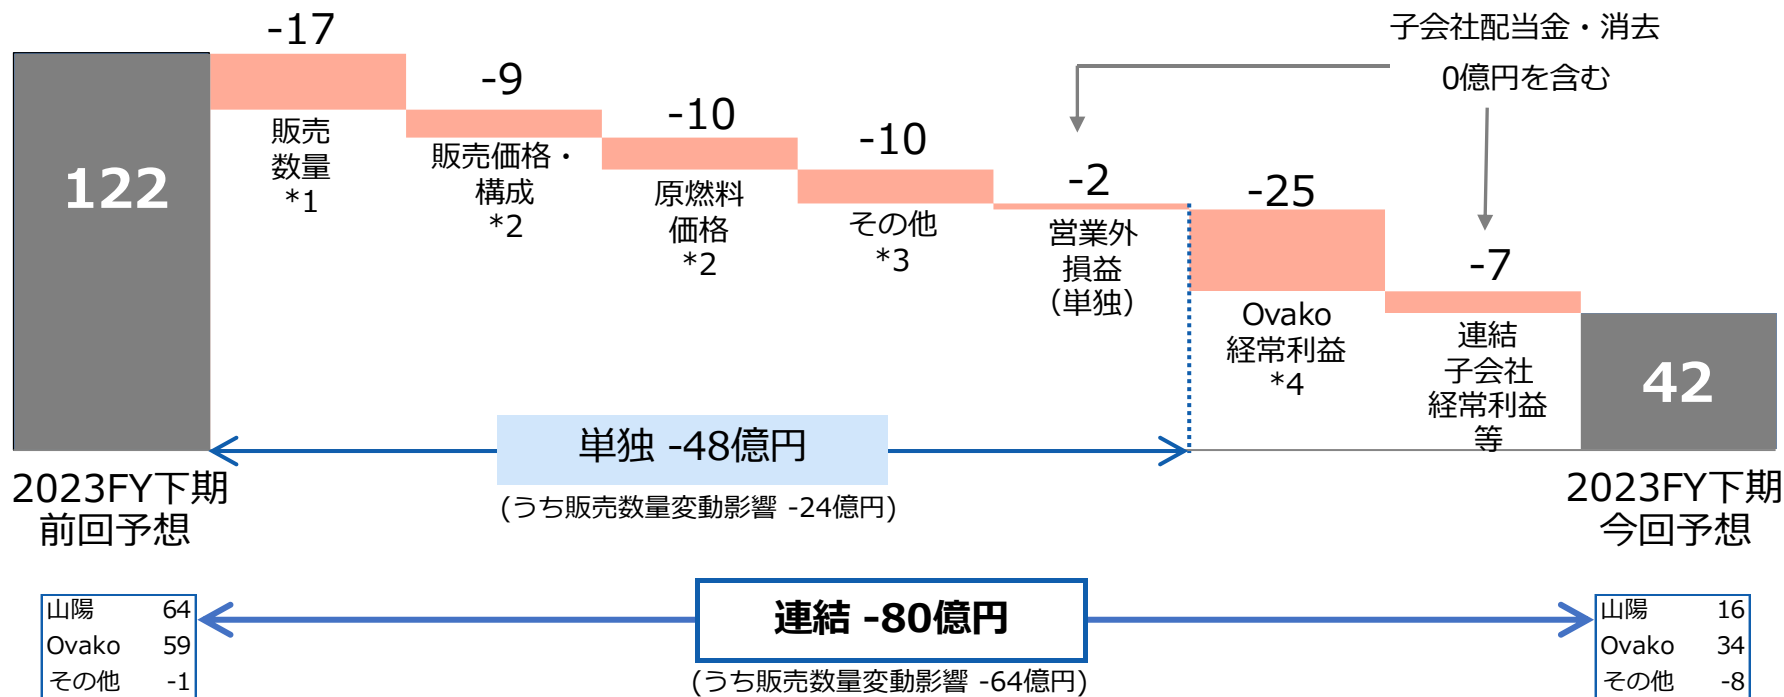 子会社配当金・消去
0億円を含む
-17
-9
-10
-10
-2
-25
-7
122
販売
数量
*1
販売価格・
構成
*2
原燃料
価格
*2
その他
*3
営業外
損益
（単独）
Ovako
経常利益
*4
連結
子会社
経常利益
等
42
単独 -48億円
(うち販売数量変動影響 -24億円)
2023FY下期
前回予想
2023FY下期
今回予想
山陽 64
Ovako 59
その他 -1
連結 -80億円
(うち販売数量変動影響 -64億円)
山陽 16
Ovako 34
その他 -8